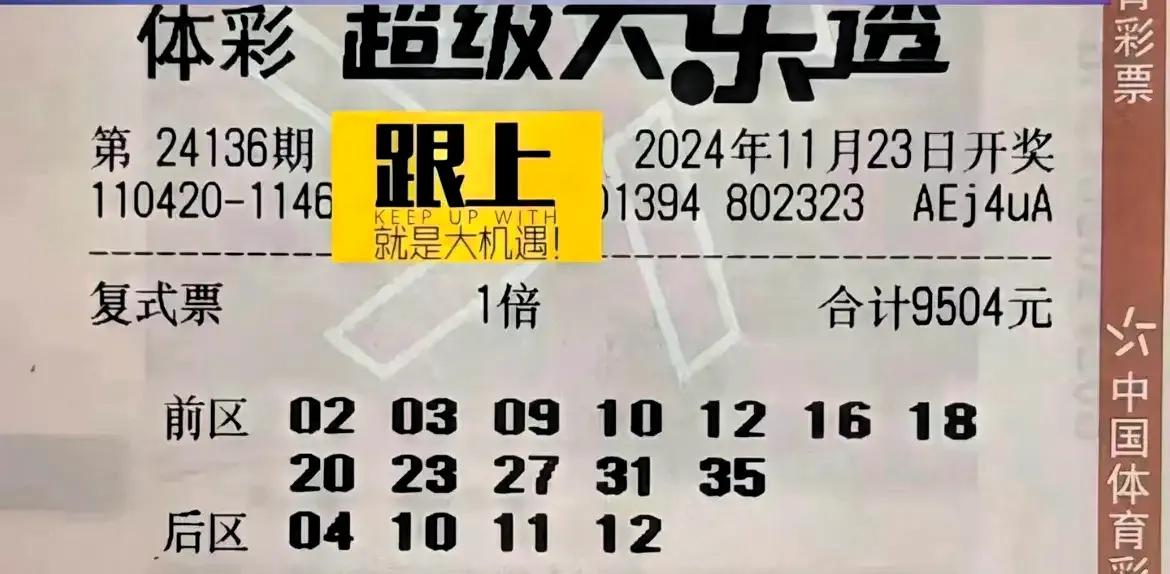 体彩 超级大乐透
第 24136期 2024年11月23日开奖
跟上
KEEP UP WITH
就是大机遇!
110420-1146 01394 802323 AEj4uA
复式票 1倍 合计9504元
前区 02 03 09 10 12 16 18
20 23 27 31 35
后区 04 10 11 12
育彩票
中国体育彩